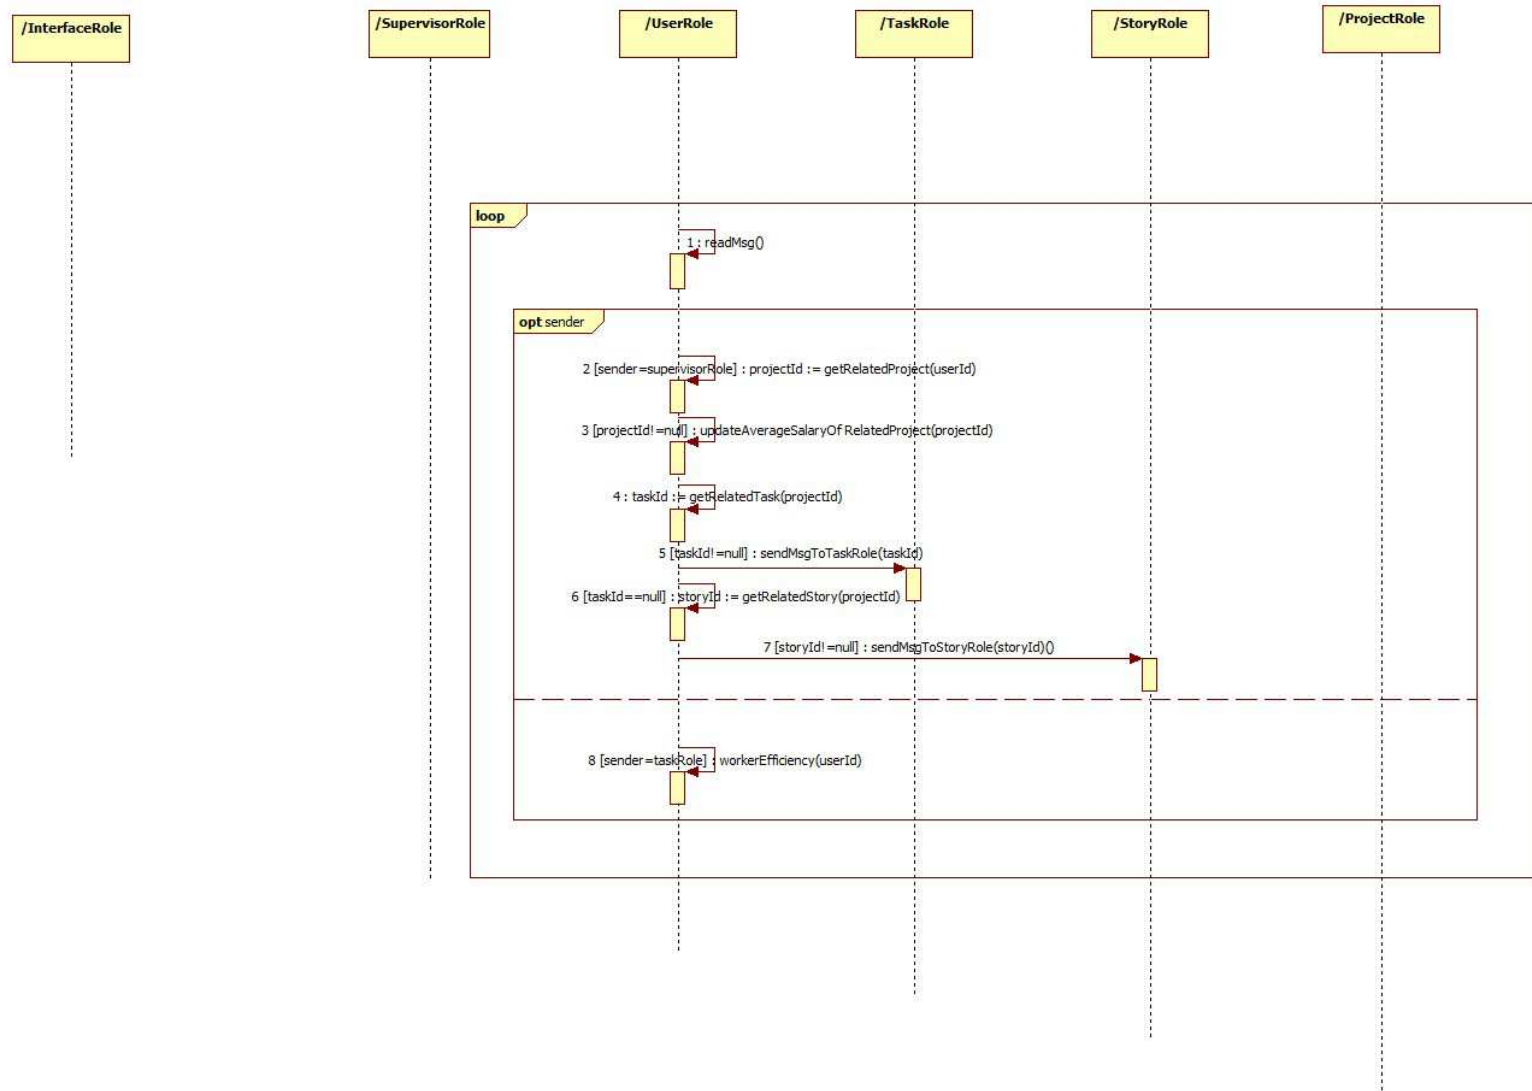 /InterfaceRole
/SupervisorRole
/UserRole
/TaskRole
/StoryRole
/ProjectRole
loop
1 : readMsg()
opt sender
2 [sender=supervisorRole] : projectId := getRelatedProject(userId)
3 [projectId!=null] : updateAverageSalaryOf RelatedProject(projectId)
4 : taskId := getRelatedTask(projectId)
5 [taskId!=null] : sendMsgToTaskRole(taskId)
6 [taskId==null] : storyId := getRelatedStory(projectId)
7 [storyId!=null] : sendMsgToStoryRole(storyId)()
8 [sender=taskRole] : workerEfficiency(userId)